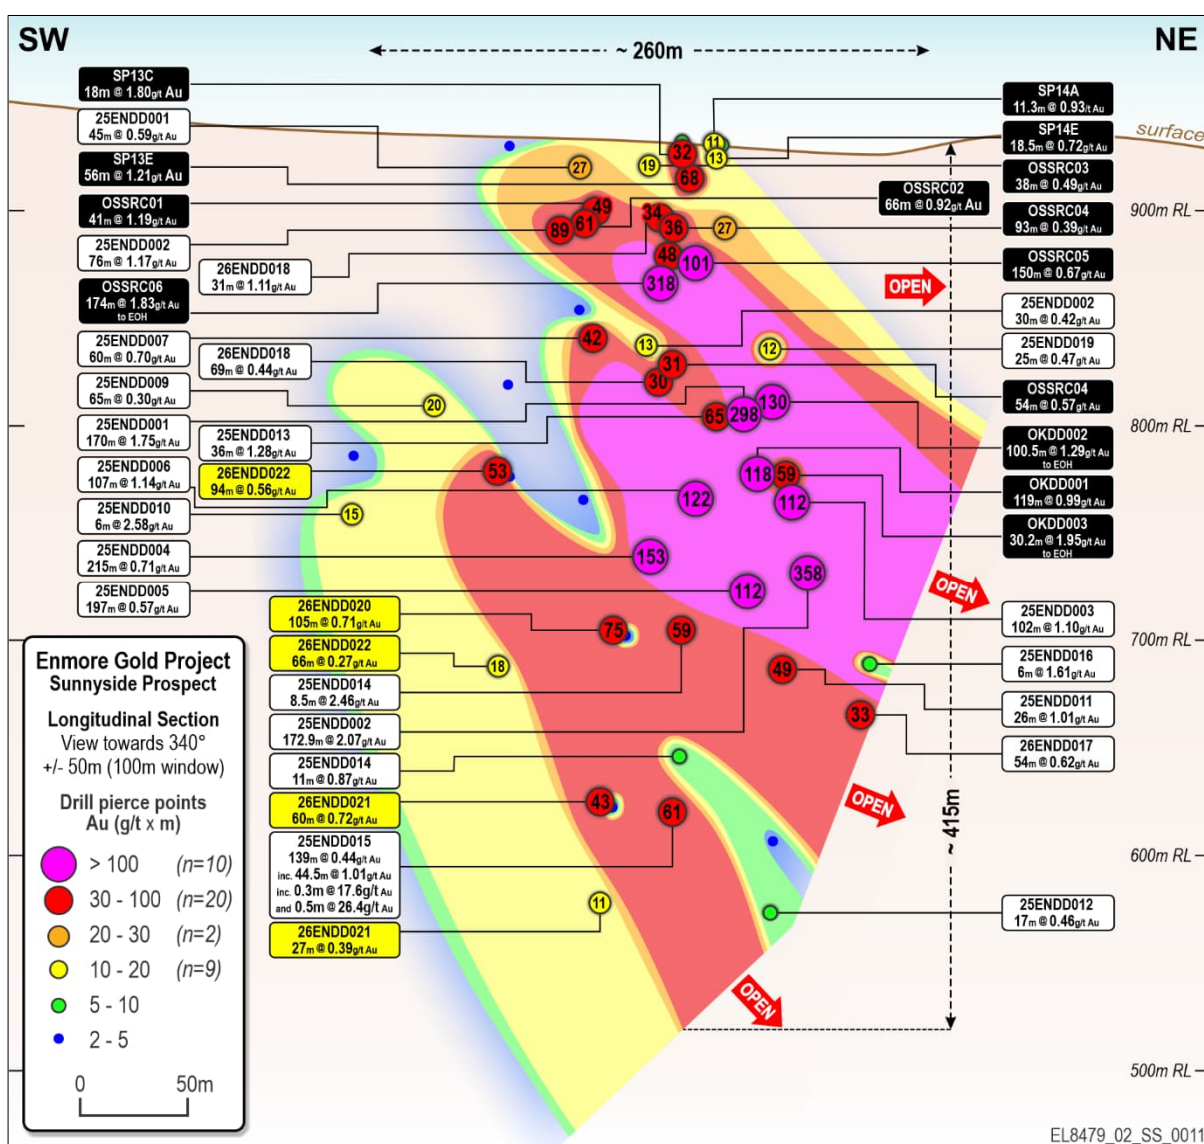 SW
NE
~ 260m
SP13C
18m @ 1.80g/t Au
25ENDD001
45m @ 0.59g/t Au
SP13E
56m @ 1.21g/t Au
OSSRC01
41m @ 1.19g/t Au
25ENDD002
76m @ 1.17g/t Au
26ENDD018
31m @ 1.11g/t Au
OSSRC06
174m @ 1.83g/t Au
to EOH
25ENDD007
60m @ 0.70g/t Au
26ENDD018
69m @ 0.44g/t Au
25ENDD009
65m @ 0.30g/t Au
25ENDD001
170m @ 1.75g/t Au
25ENDD013
36m @ 1.28g/t Au
25ENDD006
107m @ 1.14g/t Au
26ENDD022
94m @ 0.56g/t Au
25ENDD010
6m @ 2.58g/t Au
25ENDD004
215m @ 0.71g/t Au
25ENDD005
197m @ 0.57g/t Au
26ENDD020
105m @ 0.71g/t Au
26ENDD022
66m @ 0.27g/t Au
25ENDD014
8.5m @ 2.46g/t Au
25ENDD002
172.9m @ 2.07g/t Au
25ENDD014
11m @ 0.87g/t Au
26ENDD021
60m @ 0.72g/t Au
25ENDD015
139m @ 0.44g/t Au
inc. 44.5m @ 1.01g/t Au
inc. 0.3m @ 17.6g/t Au
and 0.5m @ 26.4g/t Au
26ENDD021
27m @ 0.39g/t Au
SP14A
11.3m @ 0.93/t Au
SP14E
18.5m @ 0.72g/t Au
surface
OSSRC03
38m @ 0.49g/t Au
OSSRC02
66m @ 0.92g/t Au
OSSRC04
93m @ 0.39g/t Au
OSSRC05
150m @ 0.67g/t Au
25ENDD002
30m @ 0.42g/t Au
25ENDD019
25m @ 0.47g/t Au
OSSRC04
54m @ 0.57g/t Au
OKDD002
100.5m @ 1.29g/t Au
to EOH
OKDD001
119m @ 0.99g/t Au
OKDD003
30.2m @ 1.95g/t Au
to EOH
25ENDD003
102m @ 1.10g/t Au
25ENDD016
6m @ 1.61g/t Au
25ENDD011
26m @ 1.01g/t Au
26ENDD017
54m @ 0.62g/t Au
25ENDD012
17m @ 0.46g/t Au
11
32
13
19
27
68
49
34
61
36
89
27
48
101
318
42
13
12
31
30
130
20
65
298
53
118
59
122
112
15
153
358
112
75
59
18
49
33
43
61
11
OPEN
OPEN
OPEN
OPEN
~ 415m
900m RL
800m RL
700m RL
600m RL
500m RL
Enmore Gold Project
Sunnyside Prospect
Longitudinal Section
View towards 340°
+/- 50m (100m window)
Drill pierce points
Au (g/t x m)
> 100 (n=10)
30 - 100 (n=20)
20 - 30 (n=2)
10 - 20 (n=9)
5 - 10
2 - 5
0 50m
EL8479_02_SS_0011